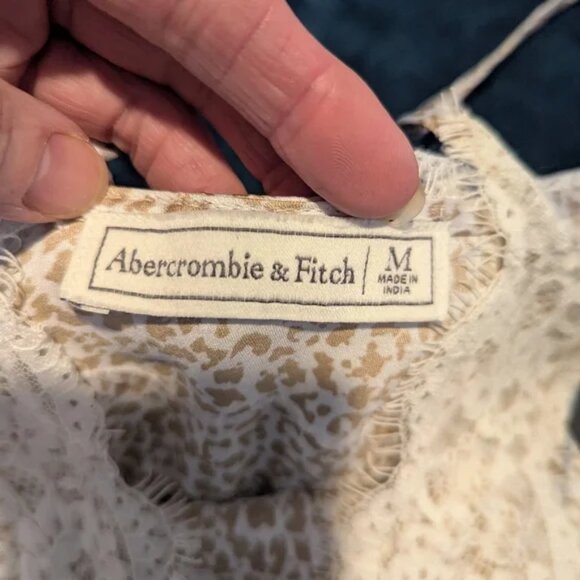 Abercrombie & Fitch M
MADE IN
INDIA